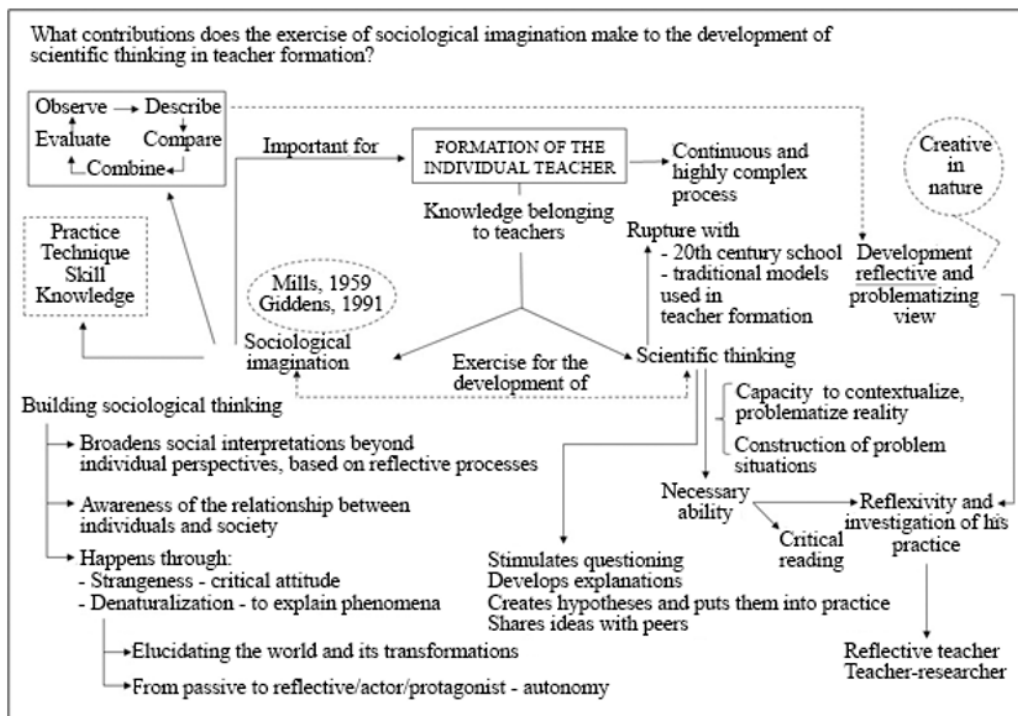 What contributions does the exercise of sociological imagination make to the development of
scientific thinking in teacher formation?
Observe
Describe
Evaluate
Compare
Combine
Important for
FORMATION OF THE
INDIVIDUAL TEACHER
Continuous and
highly complex
process
Creative
in
nature
Knowledge belonging
to teachers
Practice
Technique
Skill
Knowledge
Mills, 1959
Giddens, 1991
Rupture with
- 20th century school
- traditional models
used in
teacher formation
Development
reflective and
problematizing
view
Sociological
imagination
Exercise for the
development of
Scientific thinking
Building sociological thinking
Broadens social interpretations beyond
individual perspectives, based on reflective processes
Awareness of the relationship between
individuals and society
Happens through:
- Strangeness - critical attitude
- Denaturalization - to explain phenomena
Elucidating the world and its transformations
From passive to reflective/actor/protagonist - autonomy
Capacity to contextualize,
problematize reality
Construction of problem
situations
Necessary
ability
Reflexivity and
investigation of his
practice
Critical
reading
Stimulates questioning
Develops explanations
Creates hypotheses and puts them into practice
Shares ideas with peers
Reflective teacher
Teacher-researcher